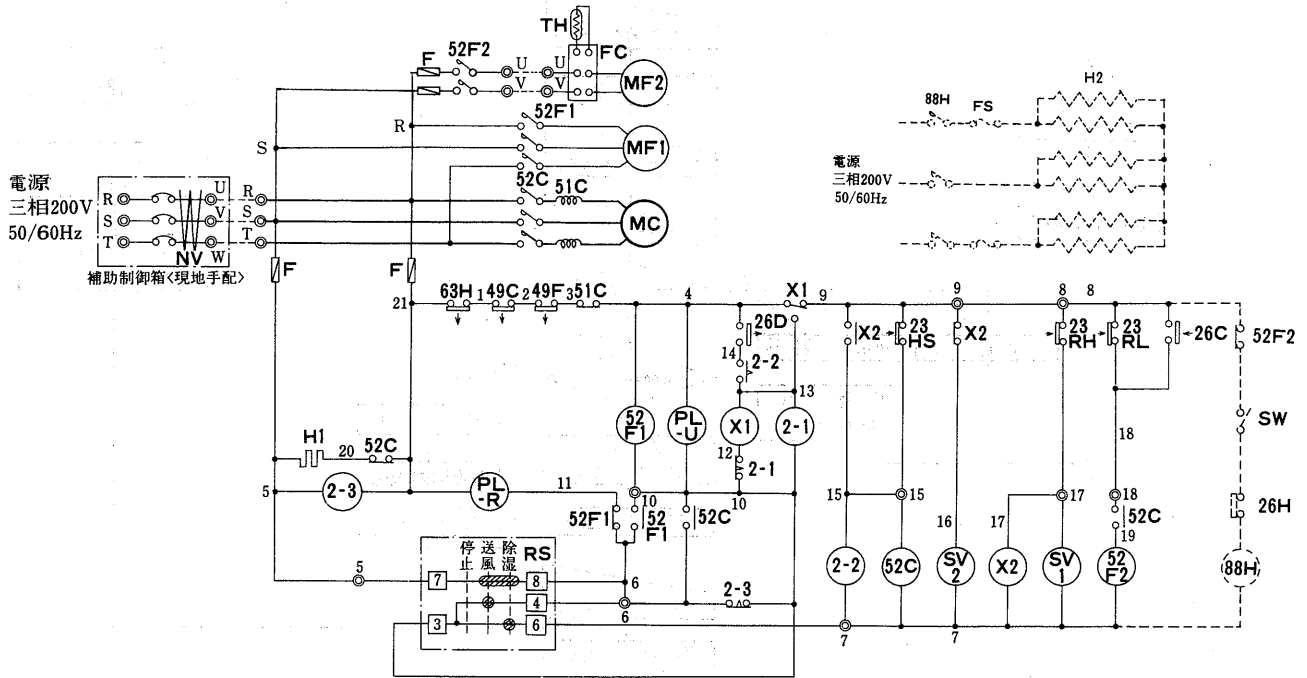 TH
FC
52F2
F
U
U
V
V
MF2
52F1
R
S
MF1
52C
51C
MC
電源
三相200V
50/60Hz
R
S
T
U
V
W
NV
R
S
T
補助制御箱<現地手配>
H2
88H
FS
電源
三相200V
50/60Hz
F
F
21
63H
1
49C
2
49F
3
51C
4
X1
9
9
8
8
26D
14
2-2
13
X2
23
HS
X2
23
RH
23
RL
26C
52F2
52
F1
PL
-U
X1
2-1
12
2-1
SW
H1
20
52C
18
5
2-3
PL
-R
11
10
10
15
15
17
18
26H
52F1
52
F1
52C
16
17
52C
19
停止
送風
除湿
RS
5
7
8
6
4
6
3
6
2-3
2-2
52C
SV
2
X2
SV
1
52
F2
88H
7
7